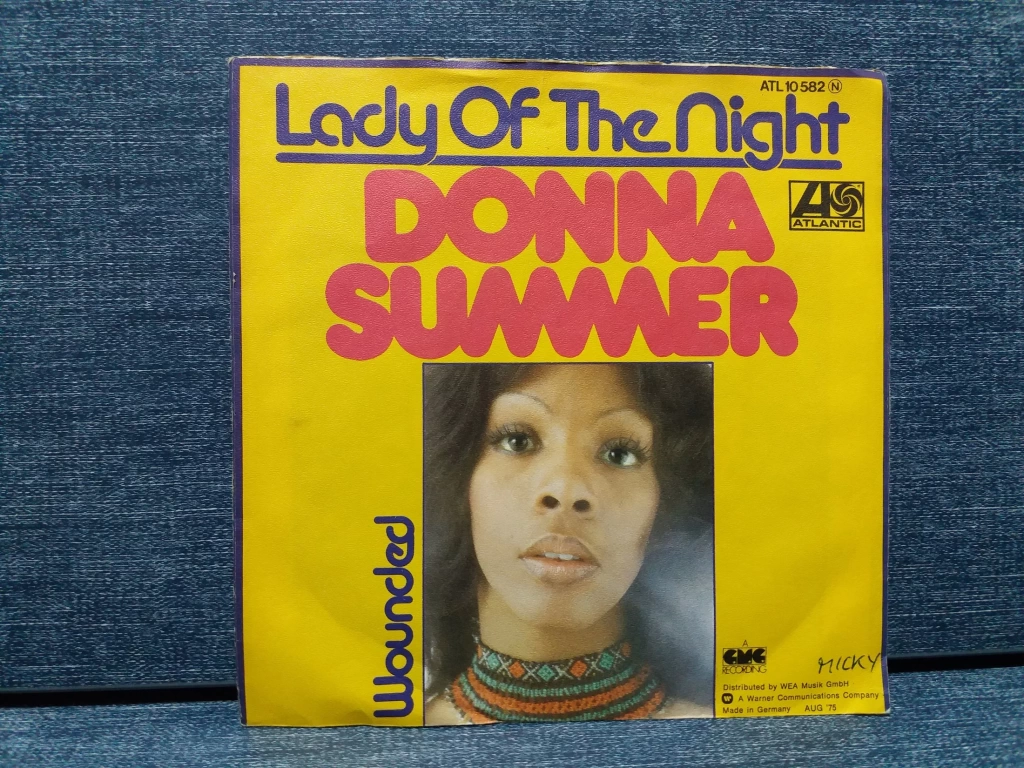 ATL 10 582 N
Lady Of The Night
DONNA
SUMMER
ATLANTIC
Wounded
A
GMG
RECORDING
MICKY
Distributed by WEA Musik GmbH
W A Warner Communications Company
Made in Germany AUG '75